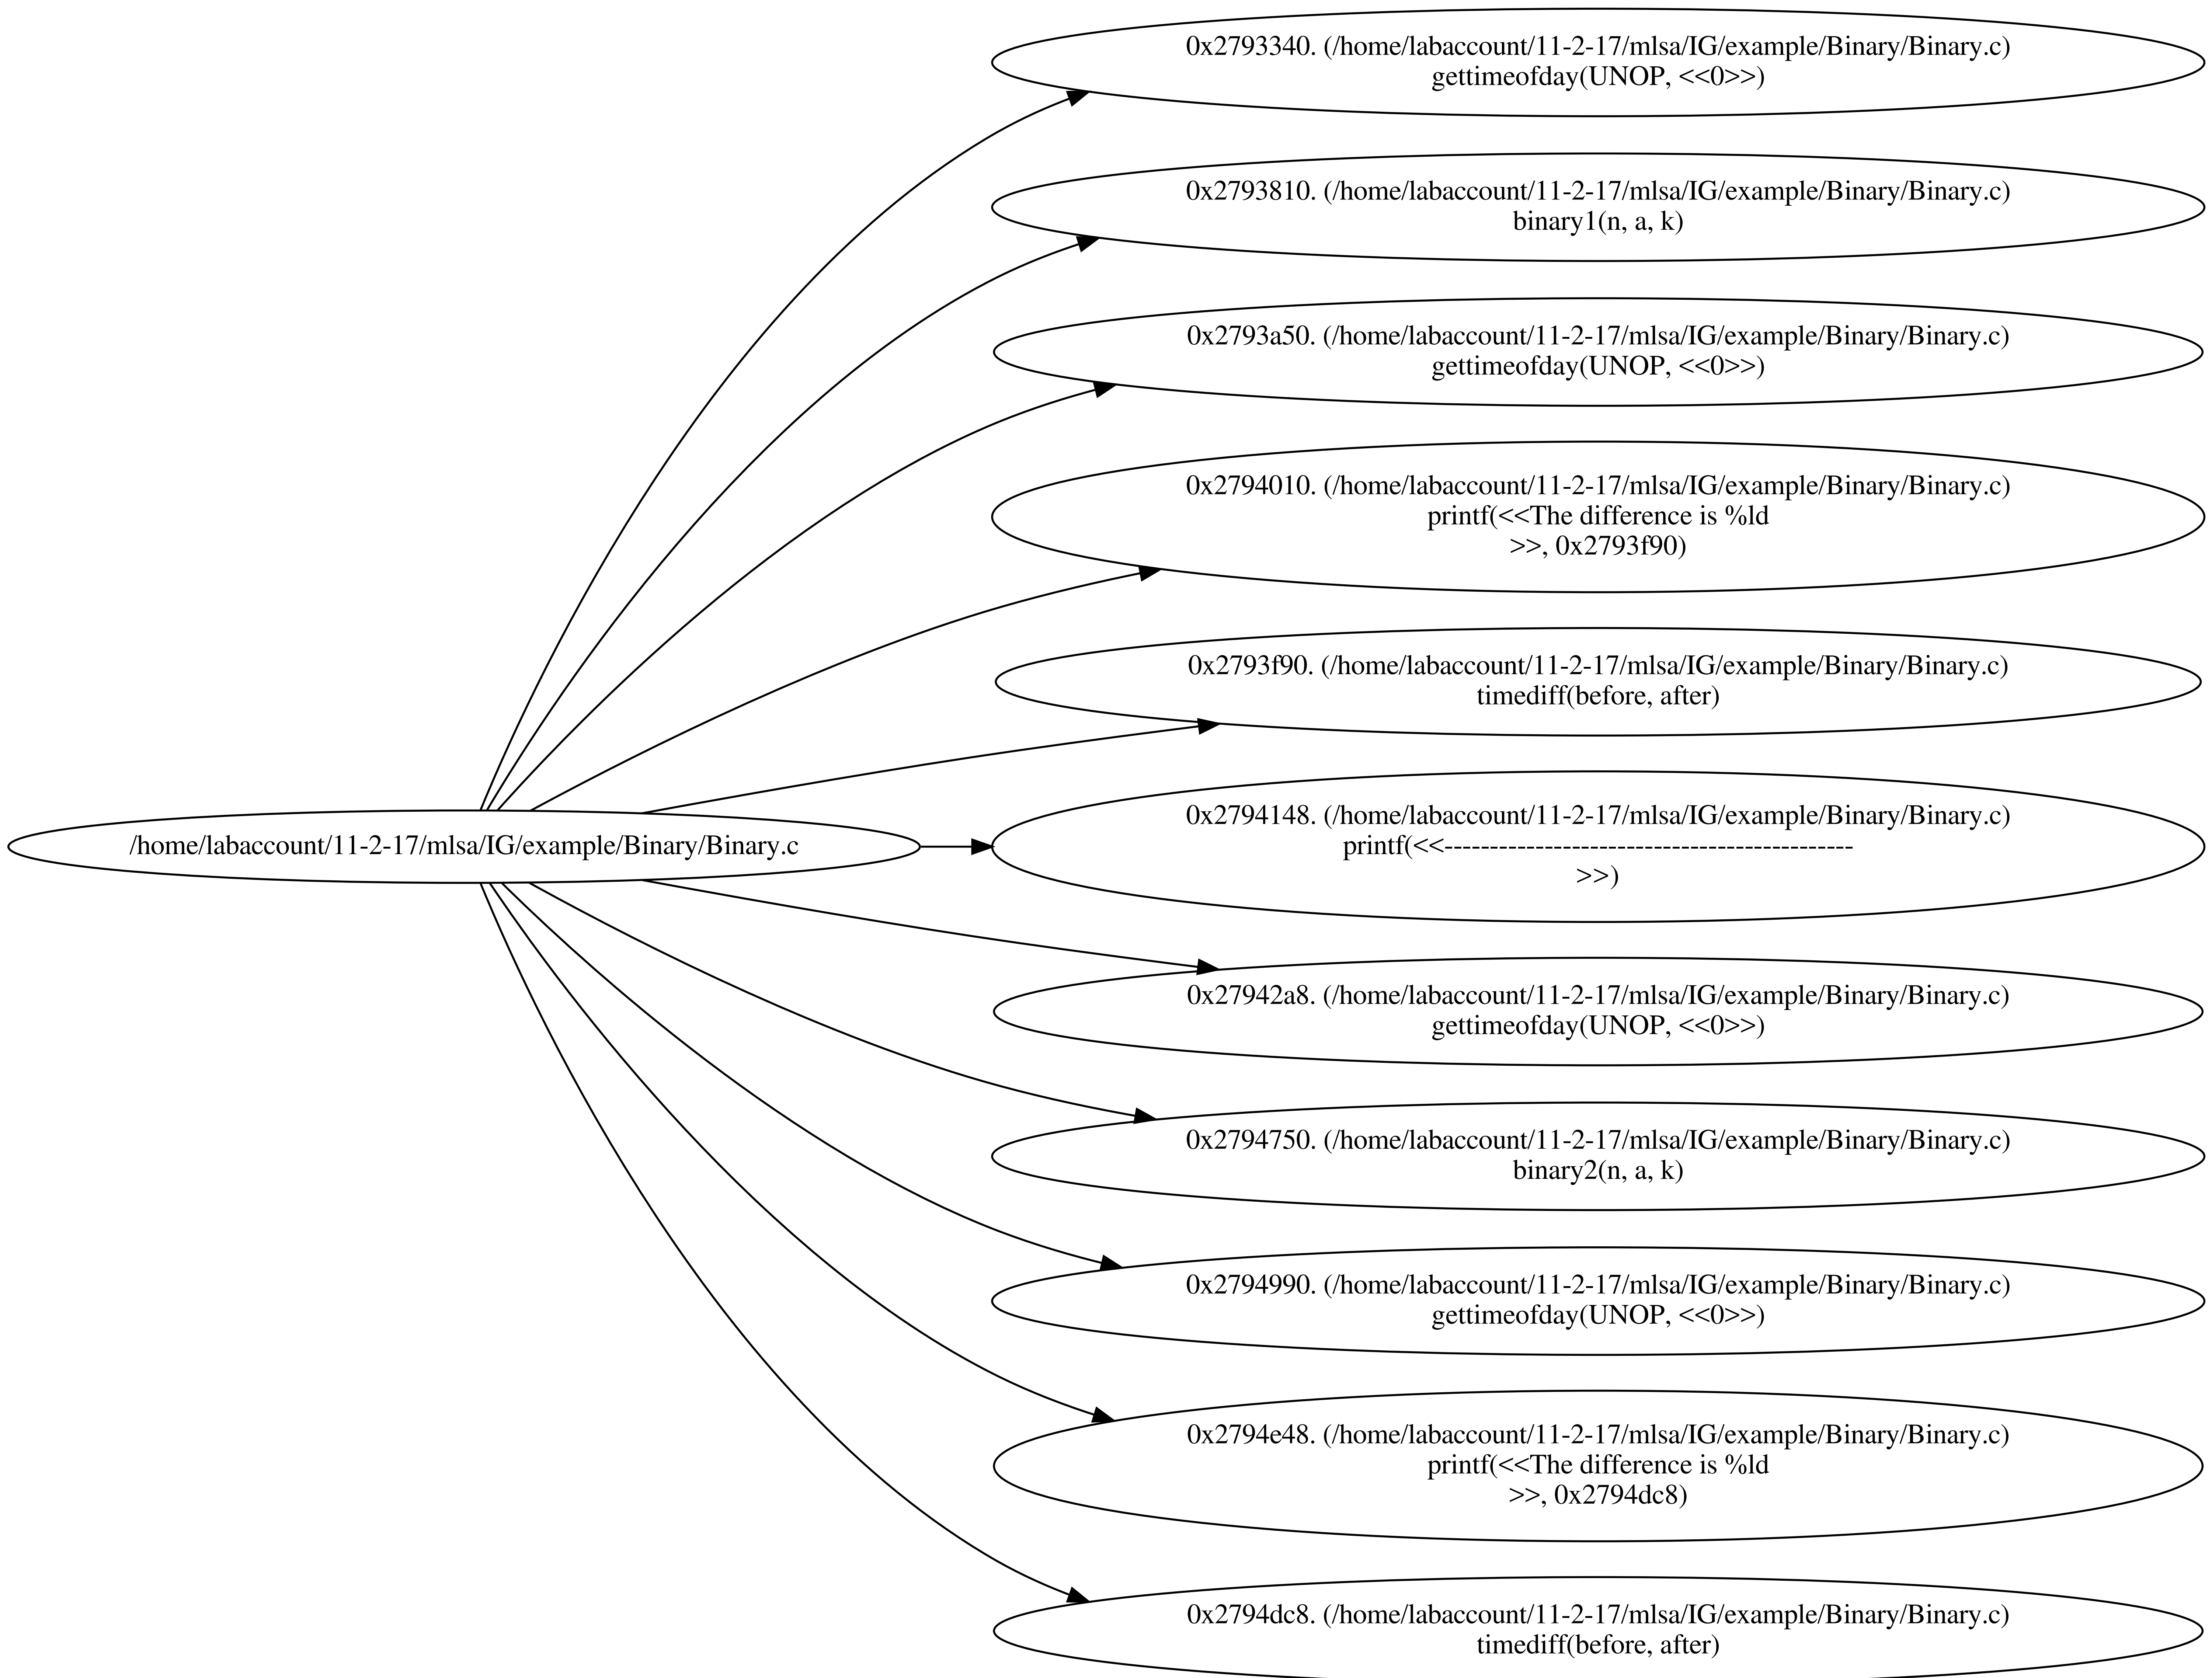 0x2793340. (/home/labaccount/11-2-17/mlsa/IG/example/Binary/Binary.c)
gettimeofday(UNOP, <<0>>)
0x2793810. (/home/labaccount/11-2-17/mlsa/IG/example/Binary/Binary.c)
binary1(n, a, k)
0x2793a50. (/home/labaccount/11-2-17/mlsa/IG/example/Binary/Binary.c)
gettimeofday(UNOP, <<0>>)
0x2794010. (/home/labaccount/11-2-17/mlsa/IG/example/Binary/Binary.c)
printf(<<The difference is %ld
>>, 0x2793f90)
0x2793f90. (/home/labaccount/11-2-17/mlsa/IG/example/Binary/Binary.c)
timediff(before, after)
/home/labaccount/11-2-17/mlsa/IG/example/Binary/Binary.c
0x2794148. (/home/labaccount/11-2-17/mlsa/IG/example/Binary/Binary.c)
printf(<<---------------------------------------------
>>)
0x27942a8. (/home/labaccount/11-2-17/mlsa/IG/example/Binary/Binary.c)
gettimeofday(UNOP, <<0>>)
0x2794750. (/home/labaccount/11-2-17/mlsa/IG/example/Binary/Binary.c)
binary2(n, a, k)
0x2794990. (/home/labaccount/11-2-17/mlsa/IG/example/Binary/Binary.c)
gettimeofday(UNOP, <<0>>)
0x2794e48. (/home/labaccount/11-2-17/mlsa/IG/example/Binary/Binary.c)
printf(<<The difference is %ld
>>, 0x2794dc8)
0x2794dc8. (/home/labaccount/11-2-17/mlsa/IG/example/Binary/Binary.c)
timediff(before, after)